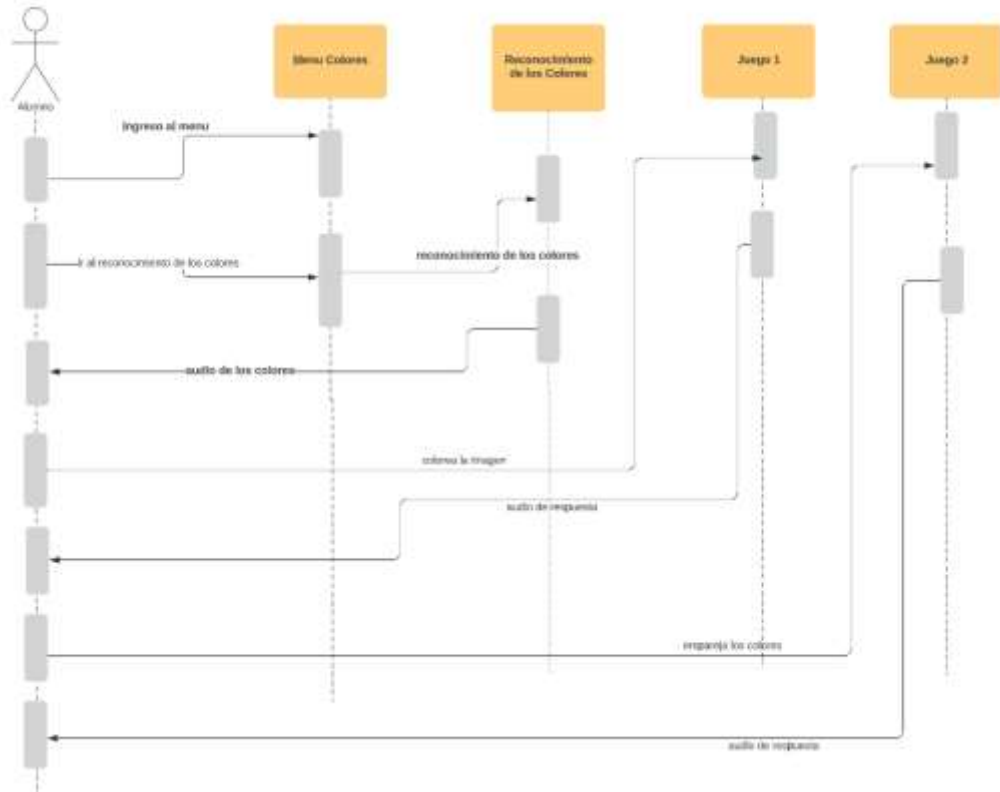 Menu Colores
Reconocimiento
de los Colores
Juego 1
Juego 2
Alumno
Ingreso al menu
Ir al reconocimiento de los colores
reconocimiento de los colores
audio de los colores
colorea la imagen
audio de respuesta
empareja los colores
audio de respuesta